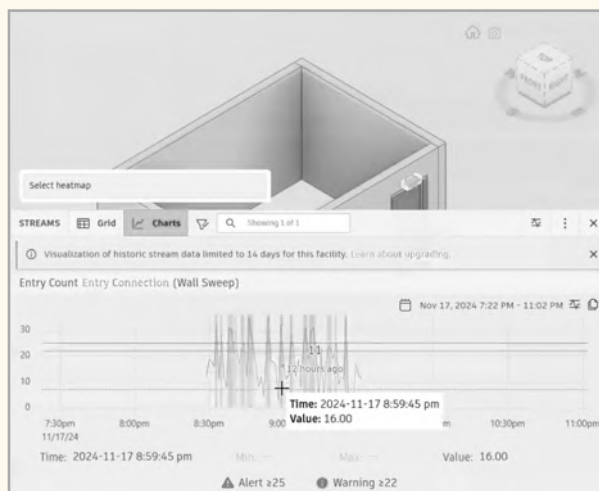 FRONT RIGHT
Select heatmap
STREAMS Grid Charts Showing 1 of 1
Visualization of historic stream data limited to 14 days for this facility. Learn about upgrading.
Entry Count Entry Connection (Wall Sweep)
Nov 17, 2024 7:22 PM - 11:02 PM
30
20
10
0
11
12 hours ago
Time: 2024-11-17 8:59:45 pm
Value: 16.00
7:30pm 8:00pm 8:30pm 9:00 m 10:30pm 11:00pm
11/17/24
Time: 2024-11-17 8:59:45 pm Min: -- Max: -- Value: 16.00
Alert ≥25 Warning ≥22